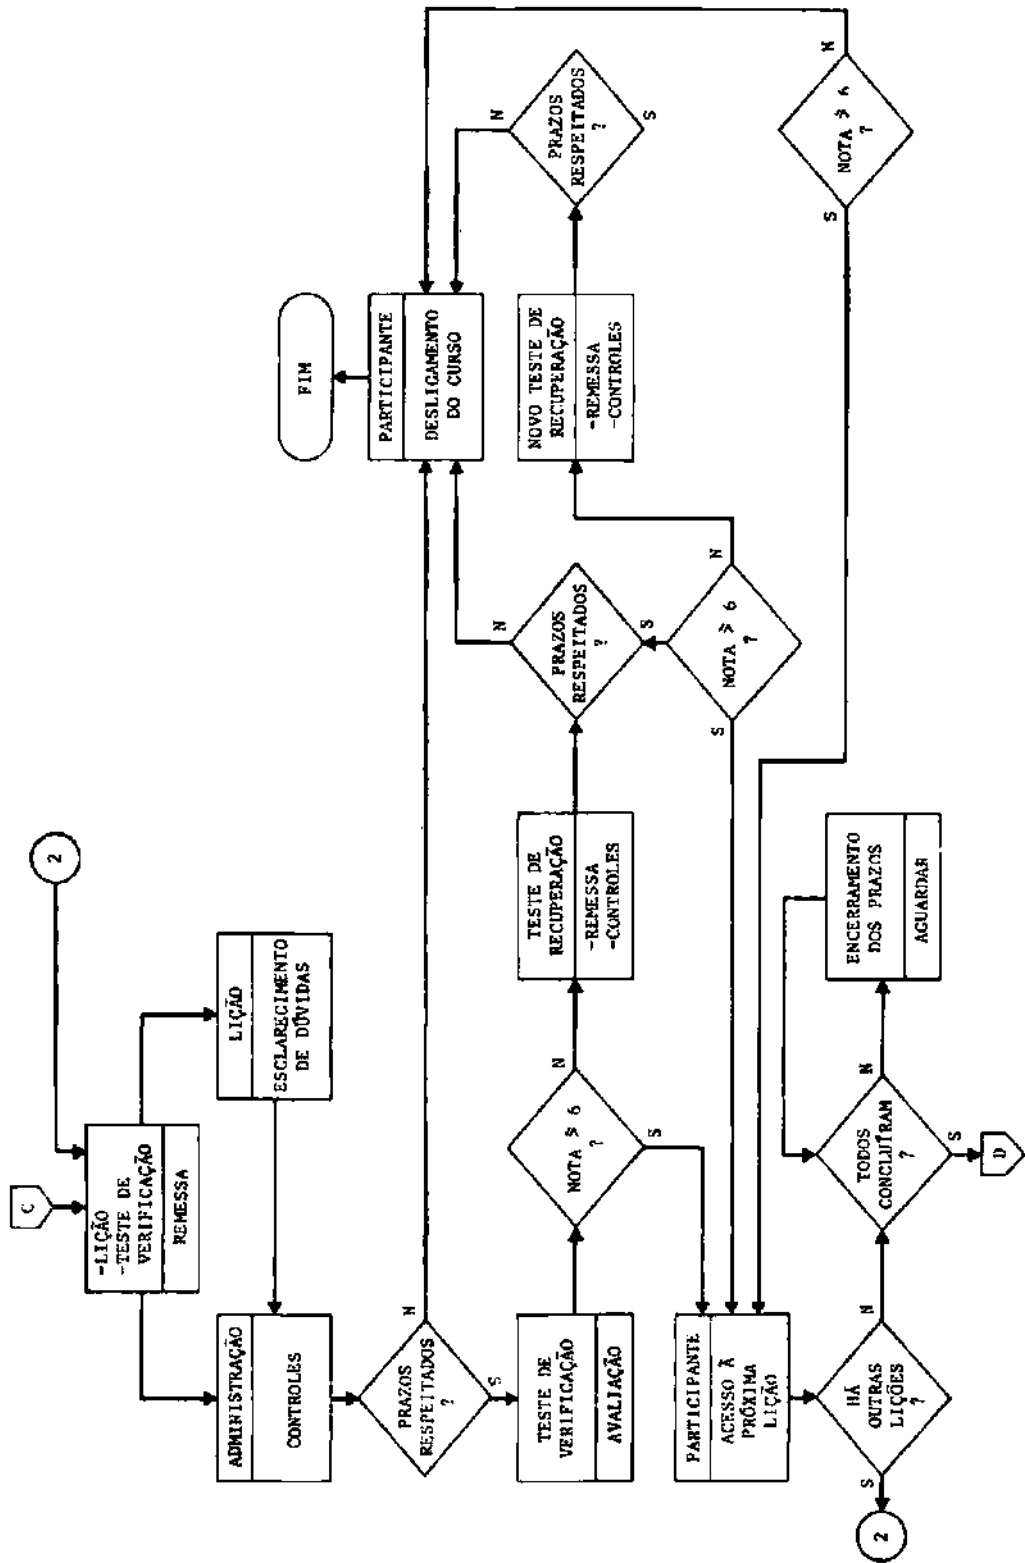 C
2
-LIÇÃO
-TESTE DE
VERIFICAÇÃO
REMESSA
LIÇÃO
ESCLARECIMENTO
DE DÚVIDAS
ADMINISTRAÇÃO
CONTROLES
PRAZOS
RESPEITADOS
?
N
S
TESTE DE
VERIFICAÇÃO
AVALIAÇÃO
NOTA ≥ 6
?
N
S
TESTE DE
RECUPERAÇÃO
-REMESSA
-CONTROLES
PRAZOS
RESPEITADOS
?
N
S
NOTA ≥ 6
?
N
S
NOVO TESTE DE
RECUPERAÇÃO
-REMESSA
-CONTROLES
PRAZOS
RESPEITADOS
?
N
S
NOTA ≥ 6
?
N
S
PARTICIPANTE
DESLIGAMENTO
DO CURSO
FIM
PARTICIPANTE
ACESSO À
PRÓXIMA
LIÇÃO
HÁ
OUTRAS
LIÇÕES
?
S
2
N
TODOS
CONCLUÍRAM
?
N
S
D
ENCERRAMENTO
DOS PRAZOS
AGUARDAR